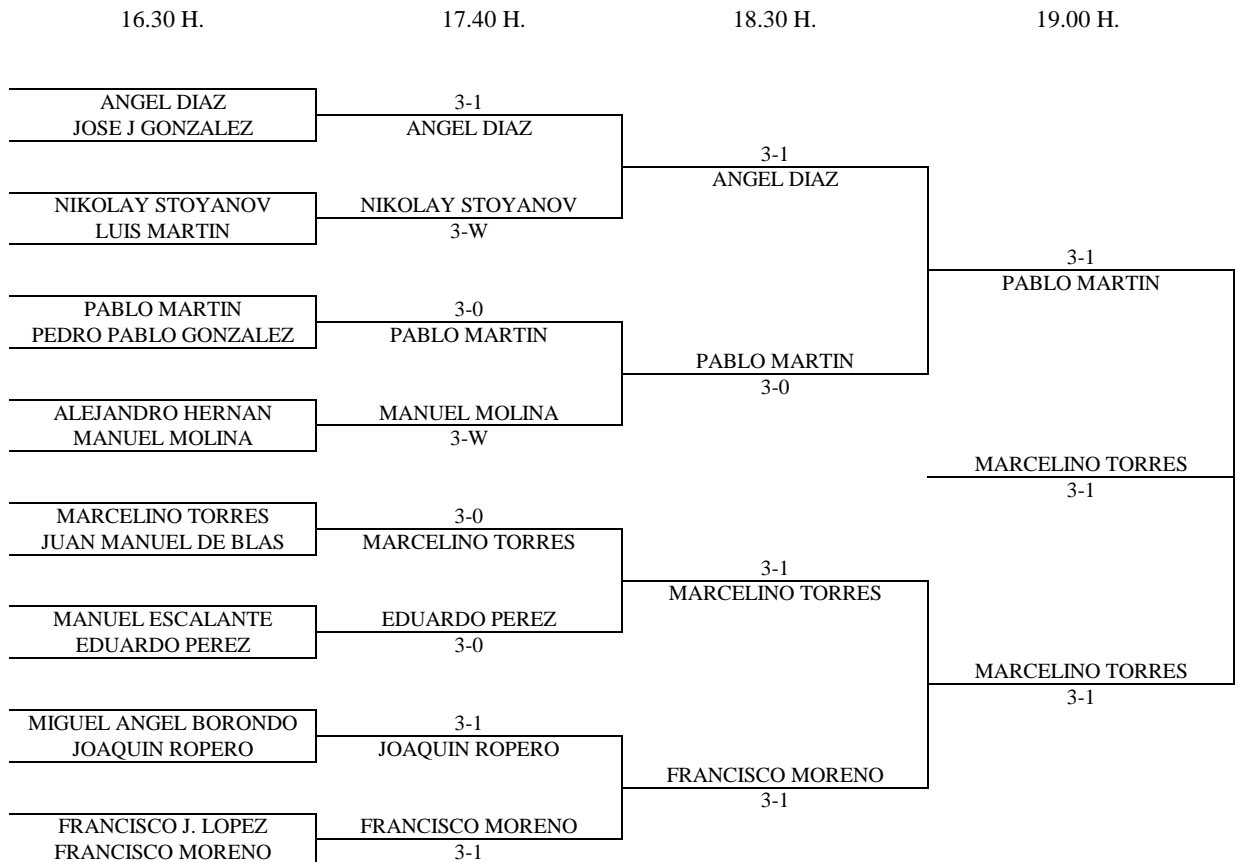 16.30 H. 17.40 H. 18.30 H. 19.00 H.
ANGEL DIAZ 3-1
JOSE J GONZALEZ ANGEL DIAZ
3-1
ANGEL DIAZ
NIKOLAY STOYANOV NIKOLAY STOYANOV
LUIS MARTIN 3-W
3-1
PABLO MARTIN
PABLO MARTIN 3-0
PEDRO PABLO GONZALEZ PABLO MARTIN
PABLO MARTIN
3-0
ALEJANDRO HERNAN MANUEL MOLINA
MANUEL MOLINA 3-W
MARCELINO TORRES
3-1
MARCELINO TORRES 3-0
JUAN MANUEL DE BLAS MARCELINO TORRES
3-1
MARCELINO TORRES
MANUEL ESCALANTE EDUARDO PEREZ
EDUARDO PEREZ 3-0
MARCELINO TORRES
3-1
MIGUEL ANGEL BORONDO 3-1
JOAQUIN ROPERO JOAQUIN ROPERO
FRANCISCO MORENO
3-1
FRANCISCO J. LOPEZ FRANCISCO MORENO
FRANCISCO MORENO 3-1